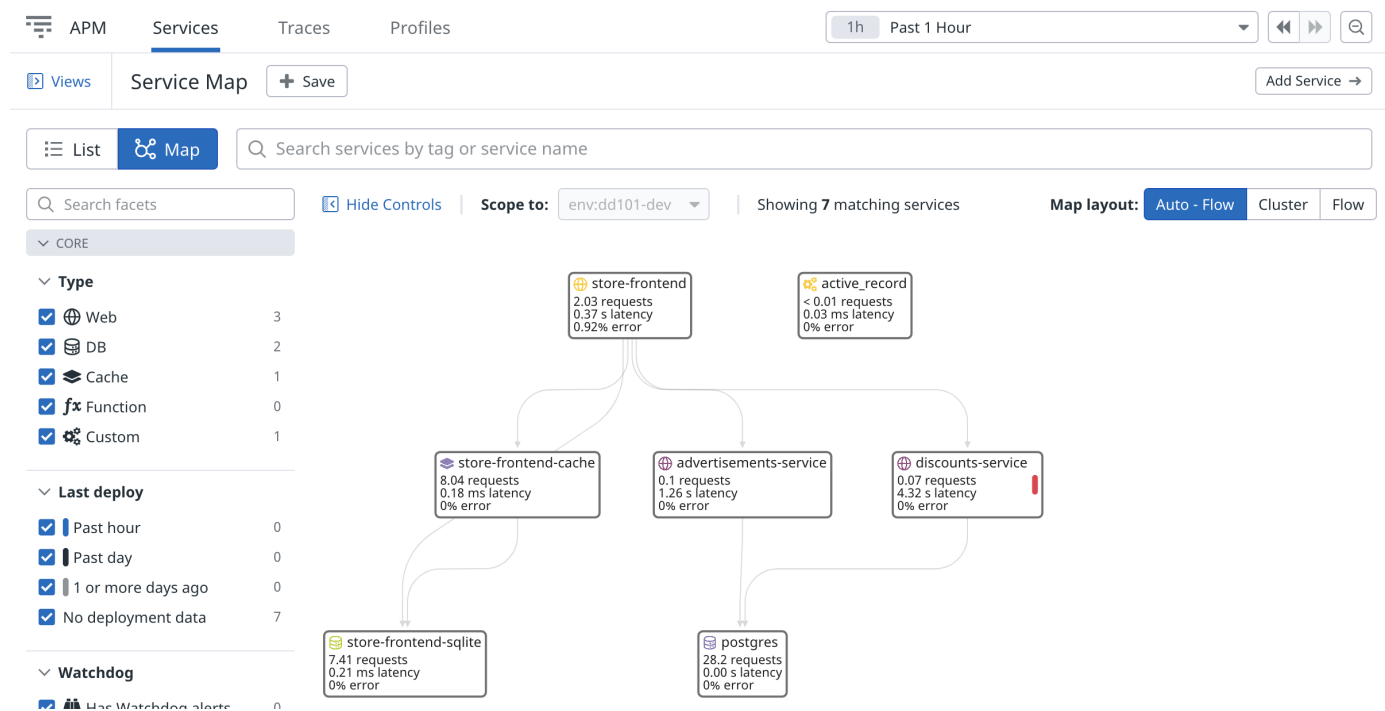 APM Services Traces Profiles 1h Past 1 Hour
Views Service Map Save Add Service
List Map Search services by tag or service name
Search facets Hide Controls Scope to: env:dd101-dev Showing 7 matching services Map layout: Auto - Flow Cluster Flow
CORE
Type
Web 3
DB 2
Cache 1
Function 0
Custom 1
Last deploy
Past hour 0
Past day 0
1 or more days ago 0
No deployment data 7
Watchdog
Has Watchdog alerts 0
store-frontend
2.03 requests
0.37 s latency
0.92% error
active_record
< 0.01 requests
0.03 ms latency
0% error
store-frontend-cache
8.04 requests
0.18 ms latency
0% error
advertisements-service
0.1 requests
1.26 s latency
0% error
discounts-service
0.07 requests
4.32 s latency
0% error
store-frontend-sqlite
7.41 requests
0.21 ms latency
0% error
postgres
28.2 requests
0.00 s latency
0% error